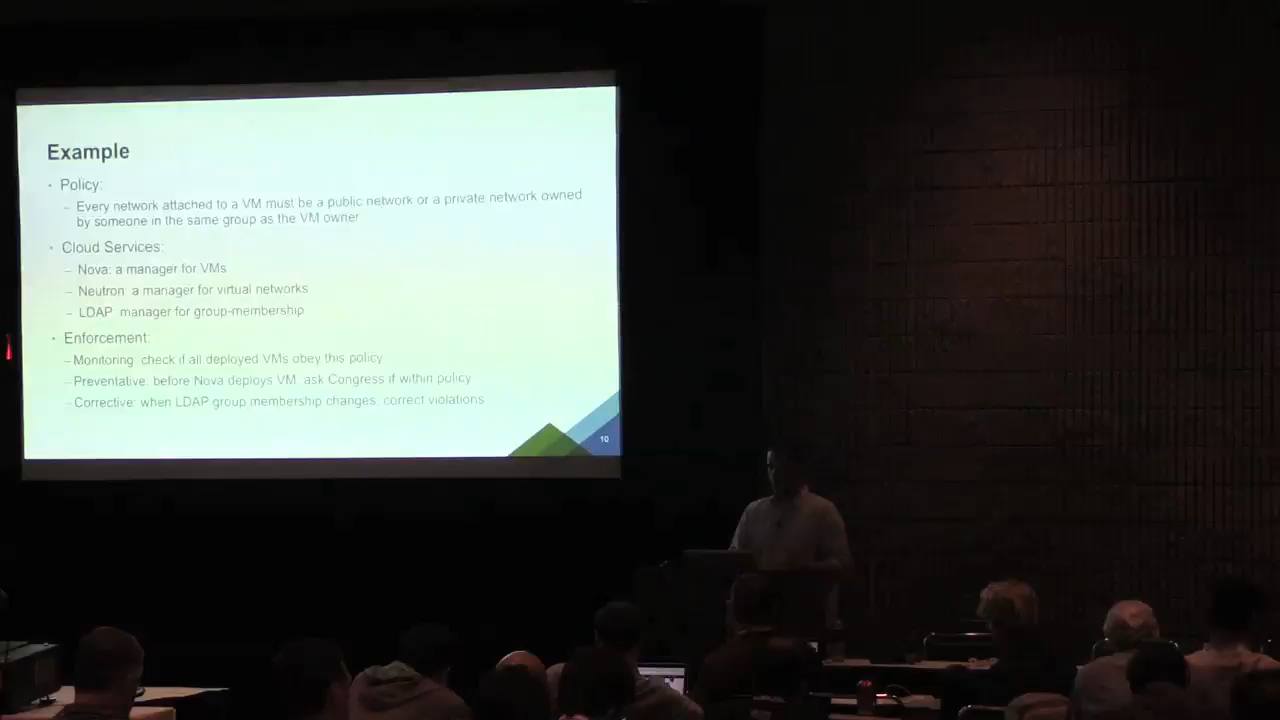 Example
• Policy:
– Every network attached to a VM must be a public network or a private network owned
by someone in the same group as the VM owner
• Cloud Services:
– Nova: a manager for VMs
– Neutron: a manager for virtual networks
– LDAP: manager for group-membership
• Enforcement:
– Monitoring: check if all deployed VMs obey this policy
– Preventative: before Nova deploys VM, ask Congress if within policy
– Corrective: when LDAP group membership changes, correct violations
10